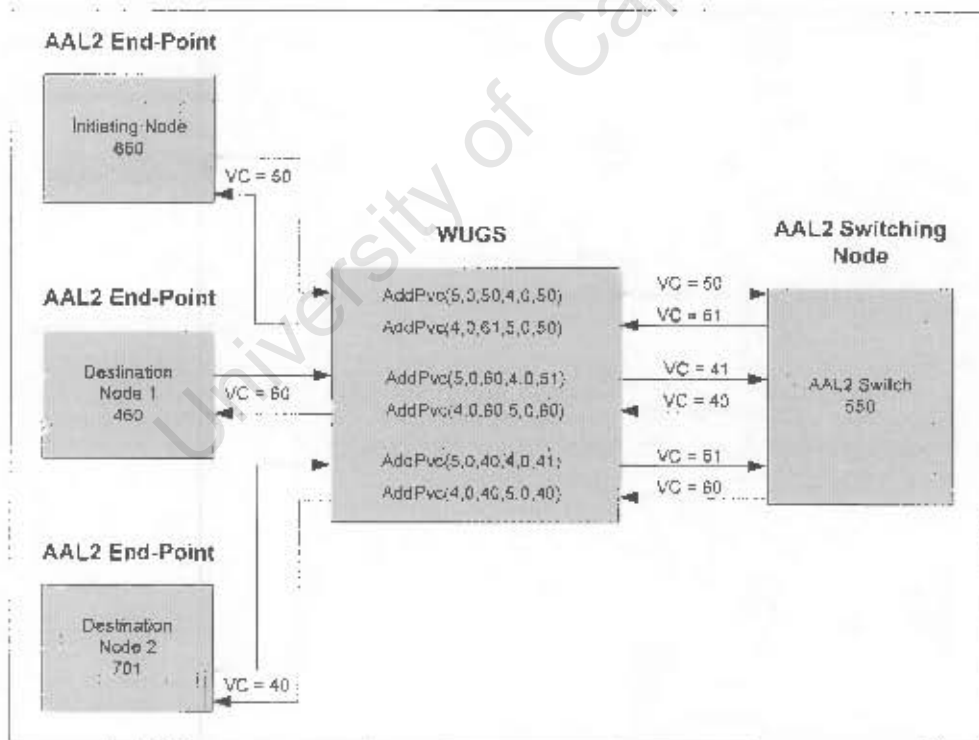 University of Cap
AAL2 End-Point
Initiating Node
VC = 50
WUGS
AAL2 Switching
Node
AddPvc(5,0,50,4,0,50)
AddPvc(4,0,61,5,0,50)
VC = 50
VC = 61
AAL2 End-Point
Destination
Node 1
460
VC = 60
AddPvc(5,0,60,4,0,51)
AddPvc(4,0,60,5,0,60)
VC = 41
VC = 40
AAL2 Switch
550
AddPvc(5,0,40,4,0,41)
AddPvc(4,0,40,5,0,40)
VC = 51
VC = 60
AAL2 End-Point
Destination
Node 2
701
VC = 40